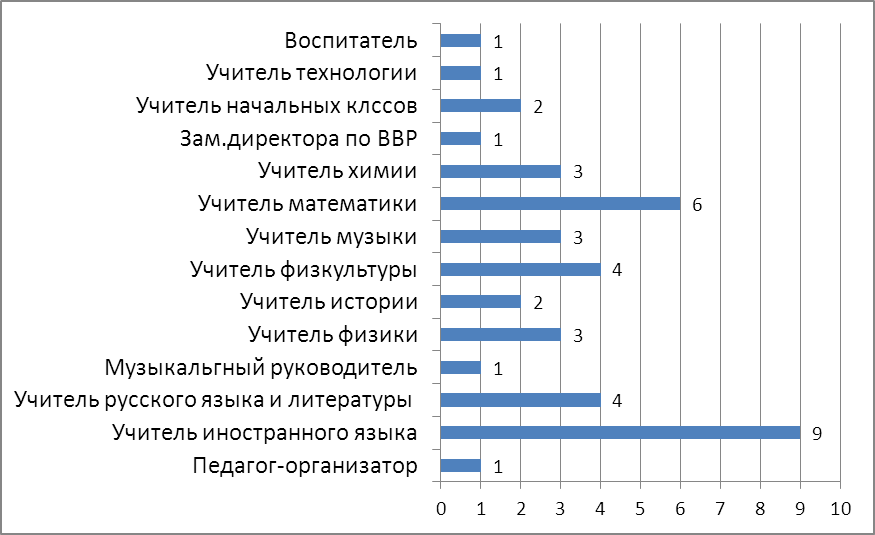 Воспитатель 1
Учитель технологии 1
Учитель начальных клссов 2
Зам.директора по ВВР 1
Учитель химии 3
Учитель математики 6
Учитель музыки 3
Учитель физкультуры 4
Учитель истории 2
Учитель физики 3
Музыкальгный руководитель 1
Учитель русского языка и литературы 4
Учитель иностранного языка 9
Педагог-организатор 1
0 1 2 3 4 5 6 7 8 9 10